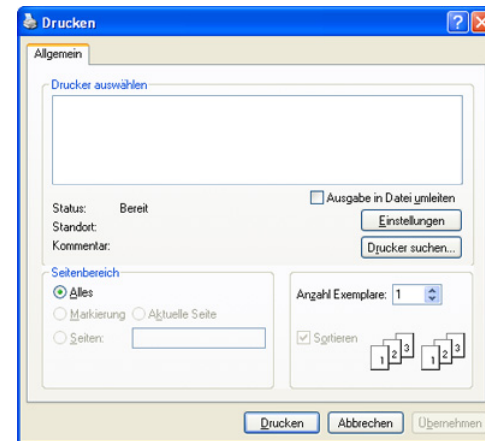 Drucken
Allgemein
Drucker auswählen
Ausgabe in Datei umleiten
Status: Bereit
Einstellungen
Standort:
Kommentar:
Drucker suchen...
Seitenbereich
Alles
Anzahl Exemplare: 1
Markierung Aktuelle Seite
Seiten:
Sortieren
1 2 3 1 2 3
Drucken Abbrechen Übernehmen